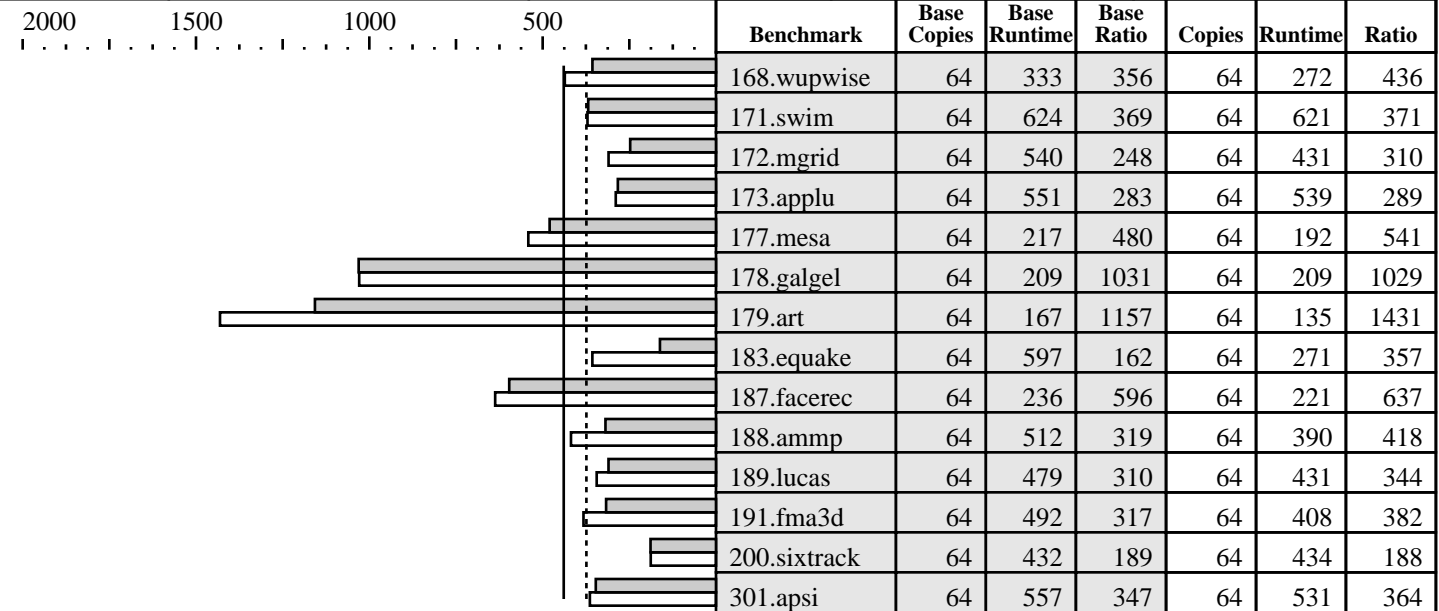 2000 1500 1000 500
Benchmark Base Copies Base Runtime Base Ratio Copies Runtime Ratio
168.wupwise 64 333 356 64 272 436
171.swim 64 624 369 64 621 371
172.mgrid 64 540 248 64 431 310
173.applu 64 551 283 64 539 289
177.mesa 64 217 480 64 192 541
178.galgel 64 209 1031 64 209 1029
179.art 64 167 1157 64 135 1431
183.equake 64 597 162 64 271 357
187.facerec 64 236 596 64 221 637
188.ammp 64 512 319 64 390 418
189.lucas 64 479 310 64 431 344
191.fma3d 64 492 317 64 408 382
200.sixtrack 64 432 189 64 434 188
301.apsi 64 557 347 64 531 364